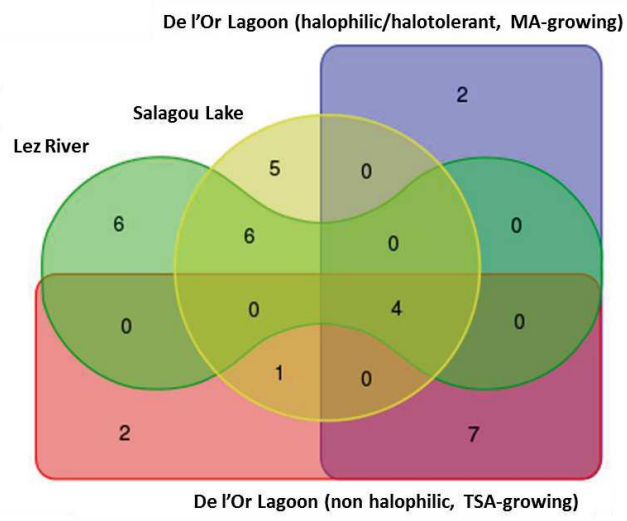 De l'Or Lagoon (halophilic/halotolerant, MA-growing)
2
Salagou Lake
Lez River
5 0
6 6 0 0
0 0 4 0
1 0
2 7
De l'Or Lagoon (non halophilic, TSA-growing)